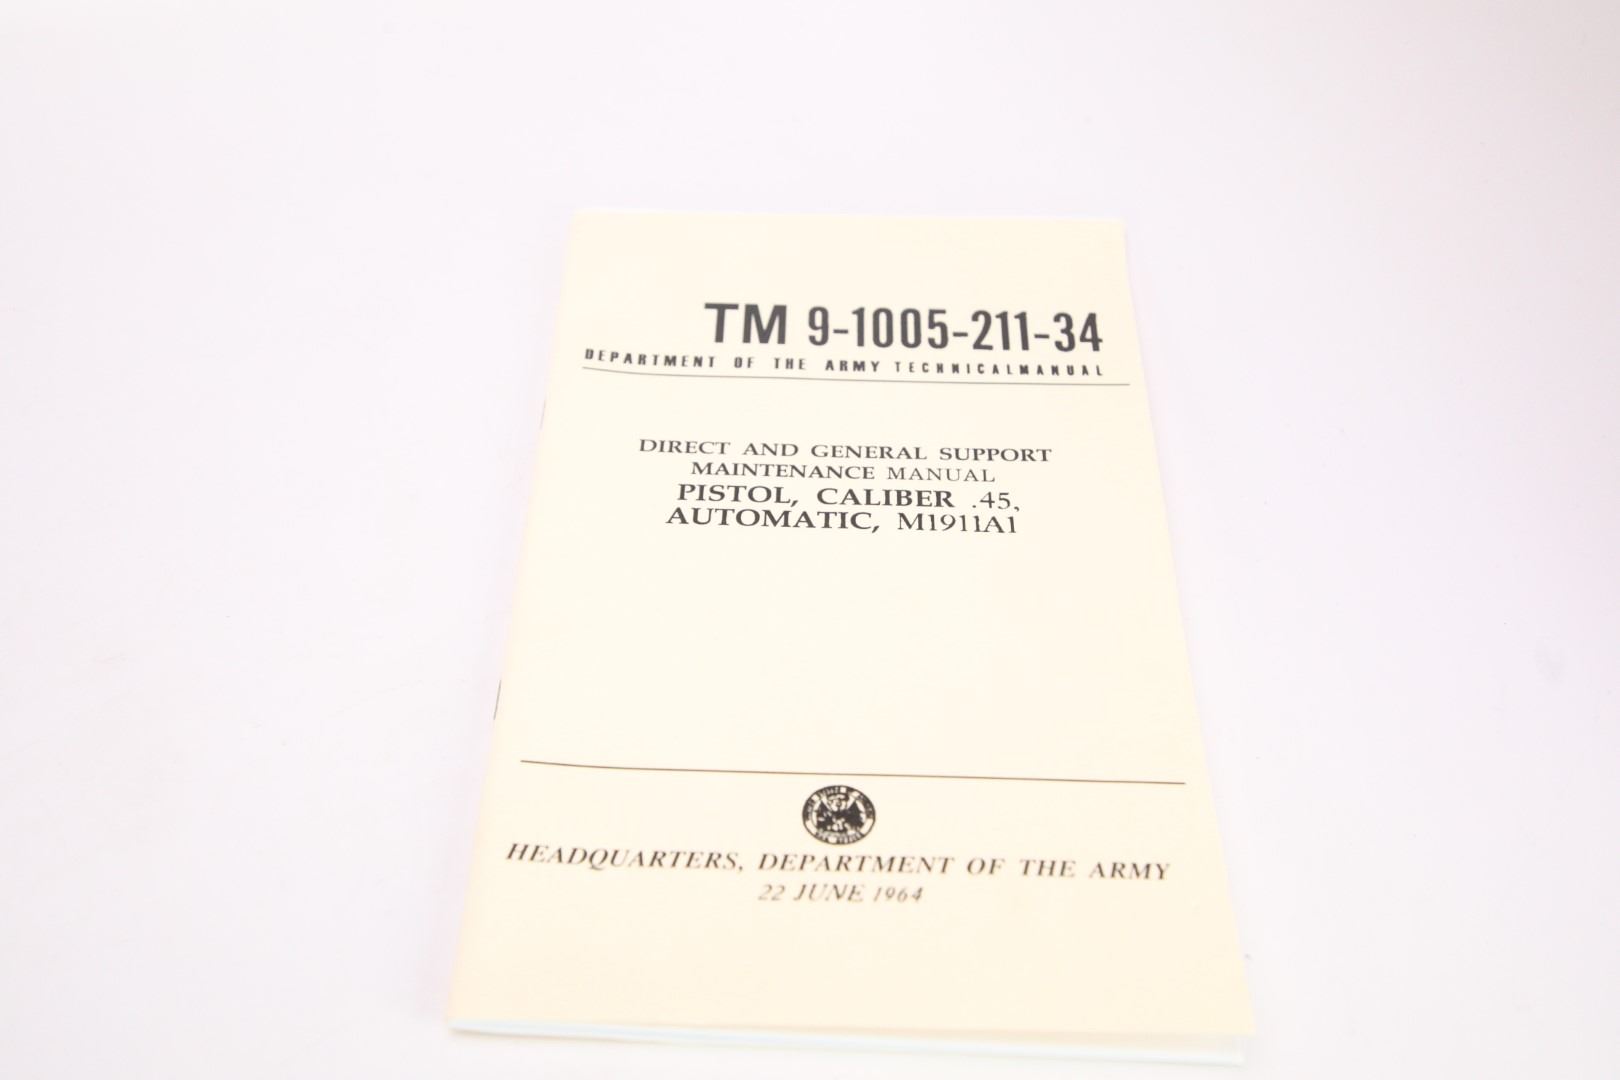 TM 9-1005-211-34
DEPARTMENT OF THE ARMY TECHNICALMANUAL
DIRECT AND GENERAL SUPPORT
MAINTENANCE MANUAL
PISTOL, CALIBER .45,
AUTOMATIC, M1911A1
HEADQUARTERS, DEPARTMENT OF THE ARMY
22 JUNE 1964